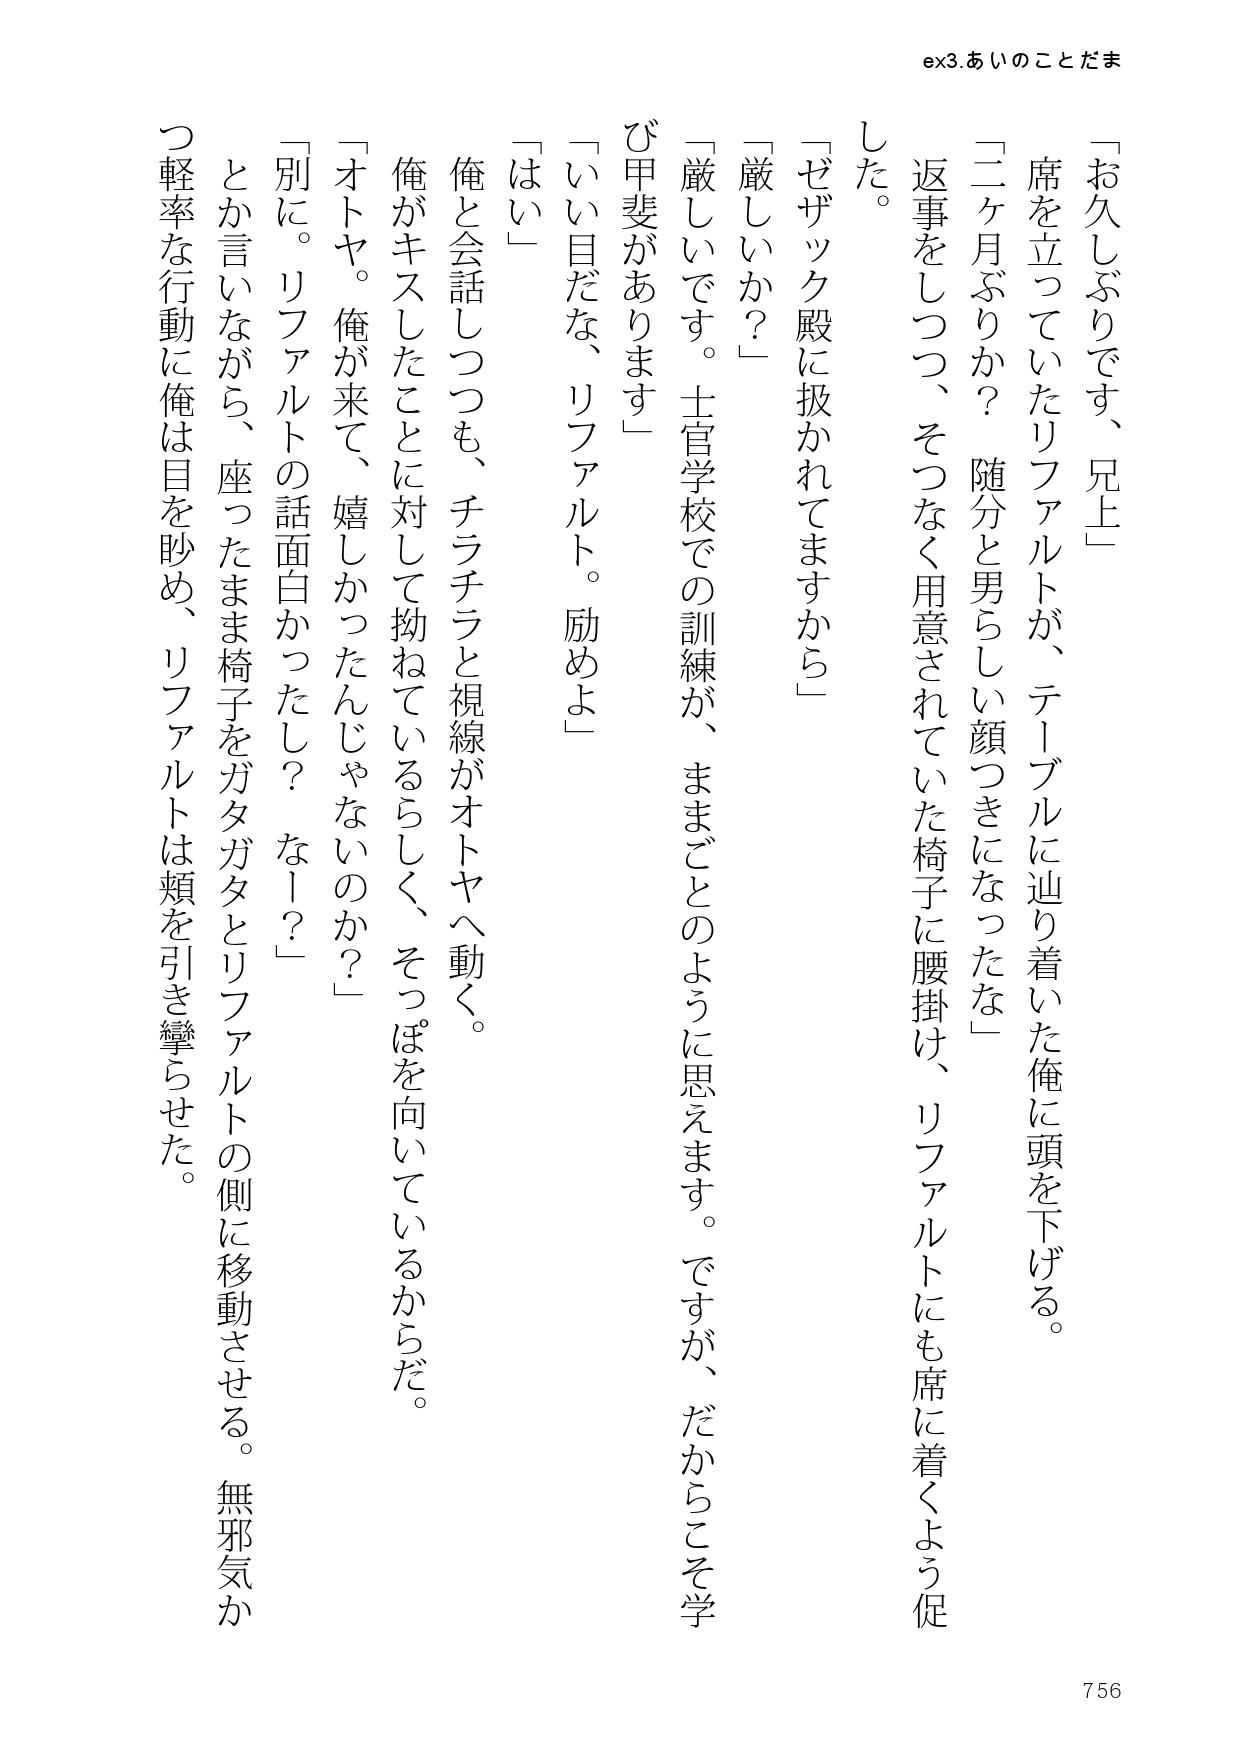 ex3.あいのことだま
「お久しぶりです、兄上」
　席を立っていたリファルトが、テーブルに辿り着いた俺に頭を下げる。
「二ヶ月ぶりか？　随分と男らしい顔つきになったな」
　返事をしつつ、そつなく用意されていた椅子に腰掛け、リファルトにも席に着くよう促
した。
「ゼザック殿に扱かれてますから」
「厳しいか？」
「厳しいです。士官学校での訓練が、ままごとのように思えます。ですが、だからこそ学
び甲斐があります」
「いい目だな、リファルト。励めよ」
「はい」
　俺と会話しつつも、チラチラと視線がオトヤへ動く。
　俺がキスしたことに対して拗ねているらしく、そっぽを向いているからだ。
「オトヤ。俺が来て、嬉しかったんじゃないのか？」
「別に。リファルトの話面白かったし？　なー？」
　とか言いながら、座ったまま椅子をガタガタとリファルトの側に移動させる。無邪気か
つ軽率な行動に俺は目を眇め、リファルトは頬を引き攣らせた。
756